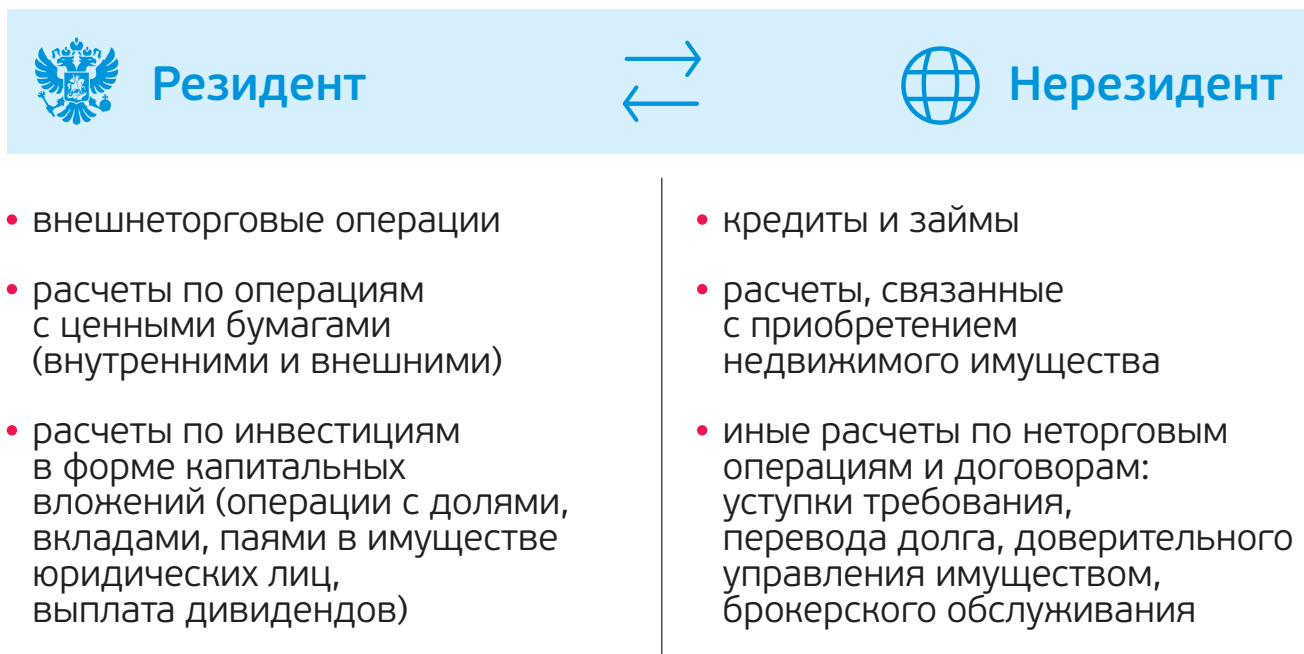 Резидент
Нерезидент
• внешнеторговые операции
• расчеты по операциям
с ценными бумагами
(внутренними и внешними)
• расчеты по инвестициям
в форме капитальных
вложений (операции с долями,
вкладами, паями в имуществе
юридических лиц,
выплата дивидендов)
• кредиты и займы
• расчеты, связанные
с приобретением
недвижимого имущества
• иные расчеты по неторговым
операциям и договорам:
уступки требования,
перевода долга, доверительного
управления имуществом,
брокерского обслуживания